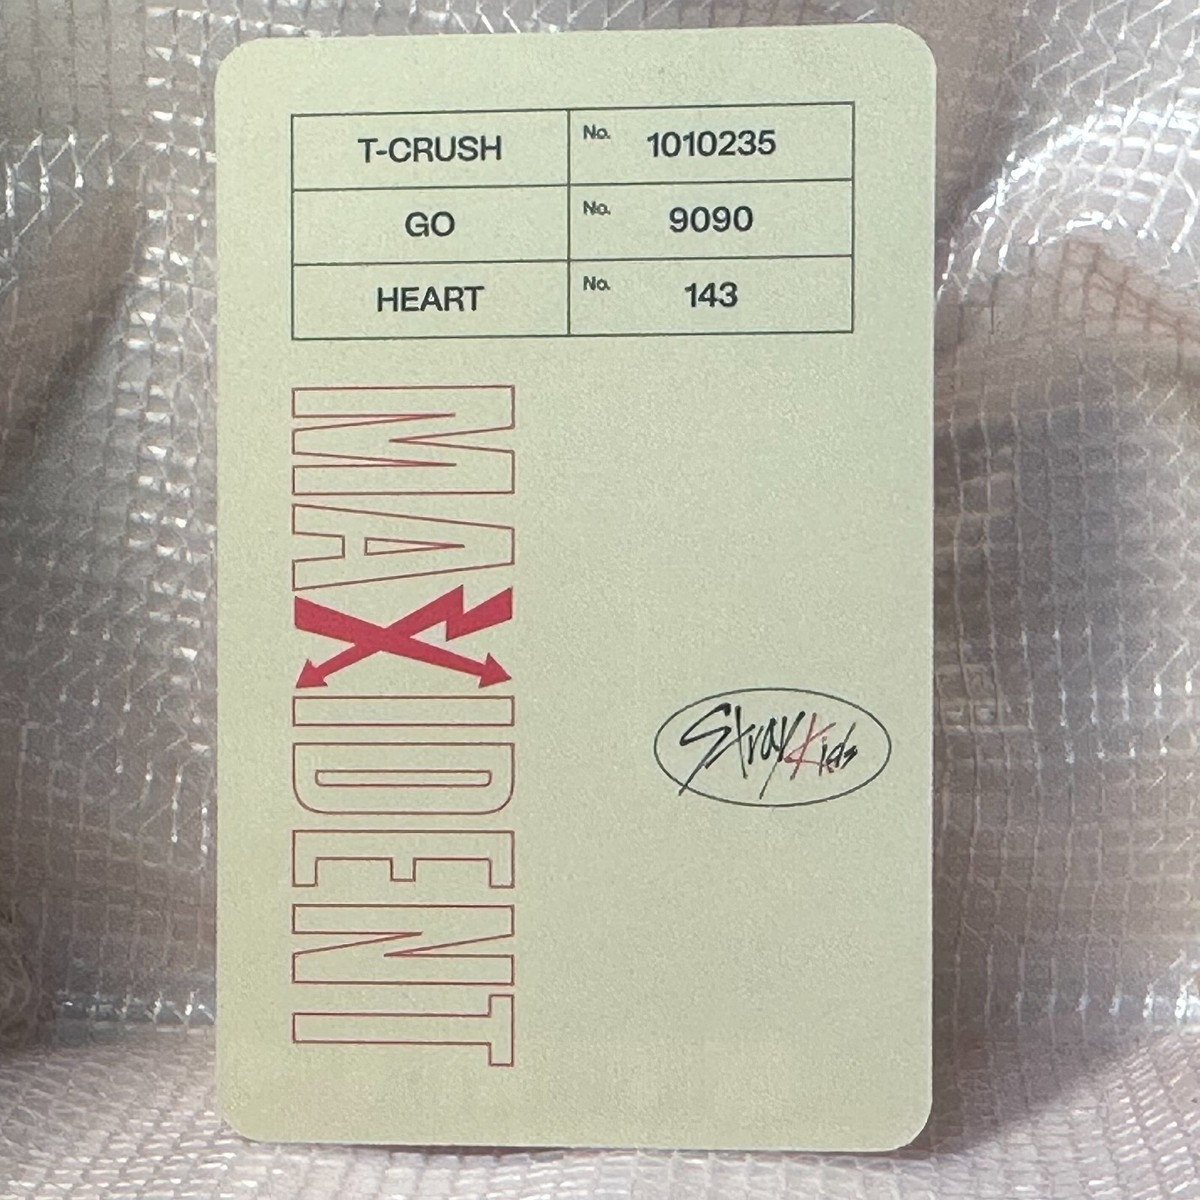 T-CRUSH No. 1010235
GO No. 9090
HEART No. 143
MAXIDENT
Stray Kids